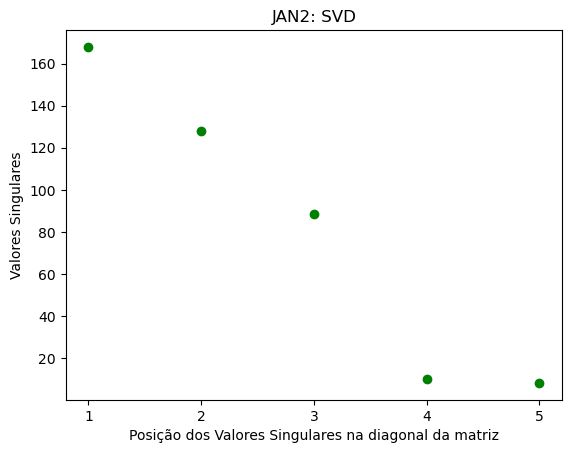 JAN2: SVD
Valores Singulares
160
140
120
100
80
60
40
20
1 2 3 4 5
Posição dos Valores Singulares na diagonal da matriz